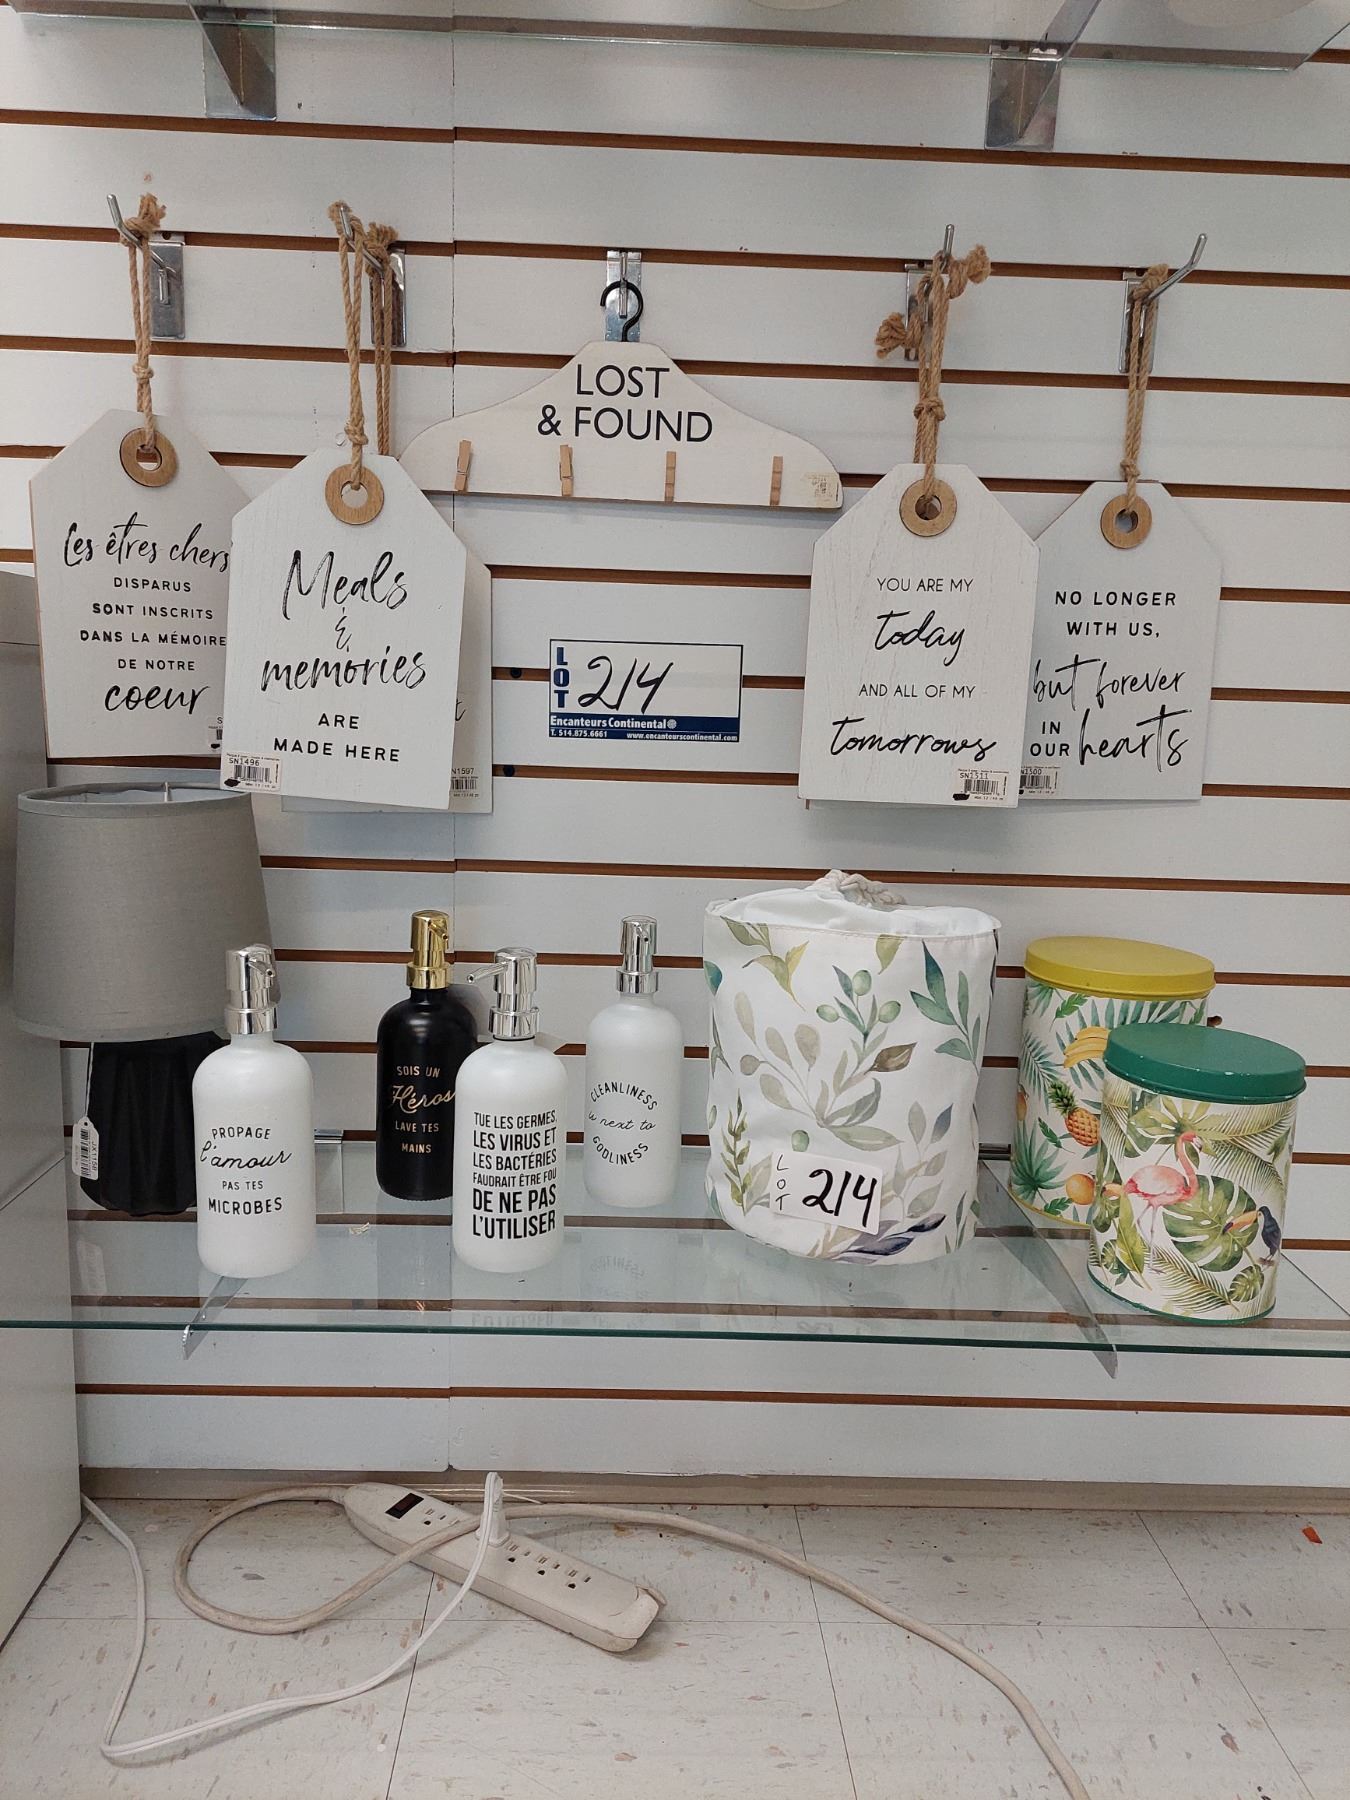 LOST
& FOUND
Les êtres chers
DISPARUS
SONT INSCRITS
DANS LA MÉMOIRE
DE NOTRE
coeur
Meals
&
memories
ARE
MADE HERE
SN1496
N1597
LOT 214
Encanteurs Continental
T. 514.875.6661 www.encanteurscontinental.com
YOU ARE MY
today
AND ALL OF MY
tomorrows
SN1511
NO LONGER
WITH US,
but forever
IN
OUR hearts
N1500
JX1158
PROPAGE
l'amour
PAS TES
MICROBES
SOIS UN
Héros
LAVE TES
MAINS
TUE LES GERMES,
LES VIRUS ET
LES BACTÉRIES
FAUDRAIT ÊTRE FOU
DE NE PAS
L'UTILISER
CLEANLINESS
is next to
GODLINESS
LOT 214